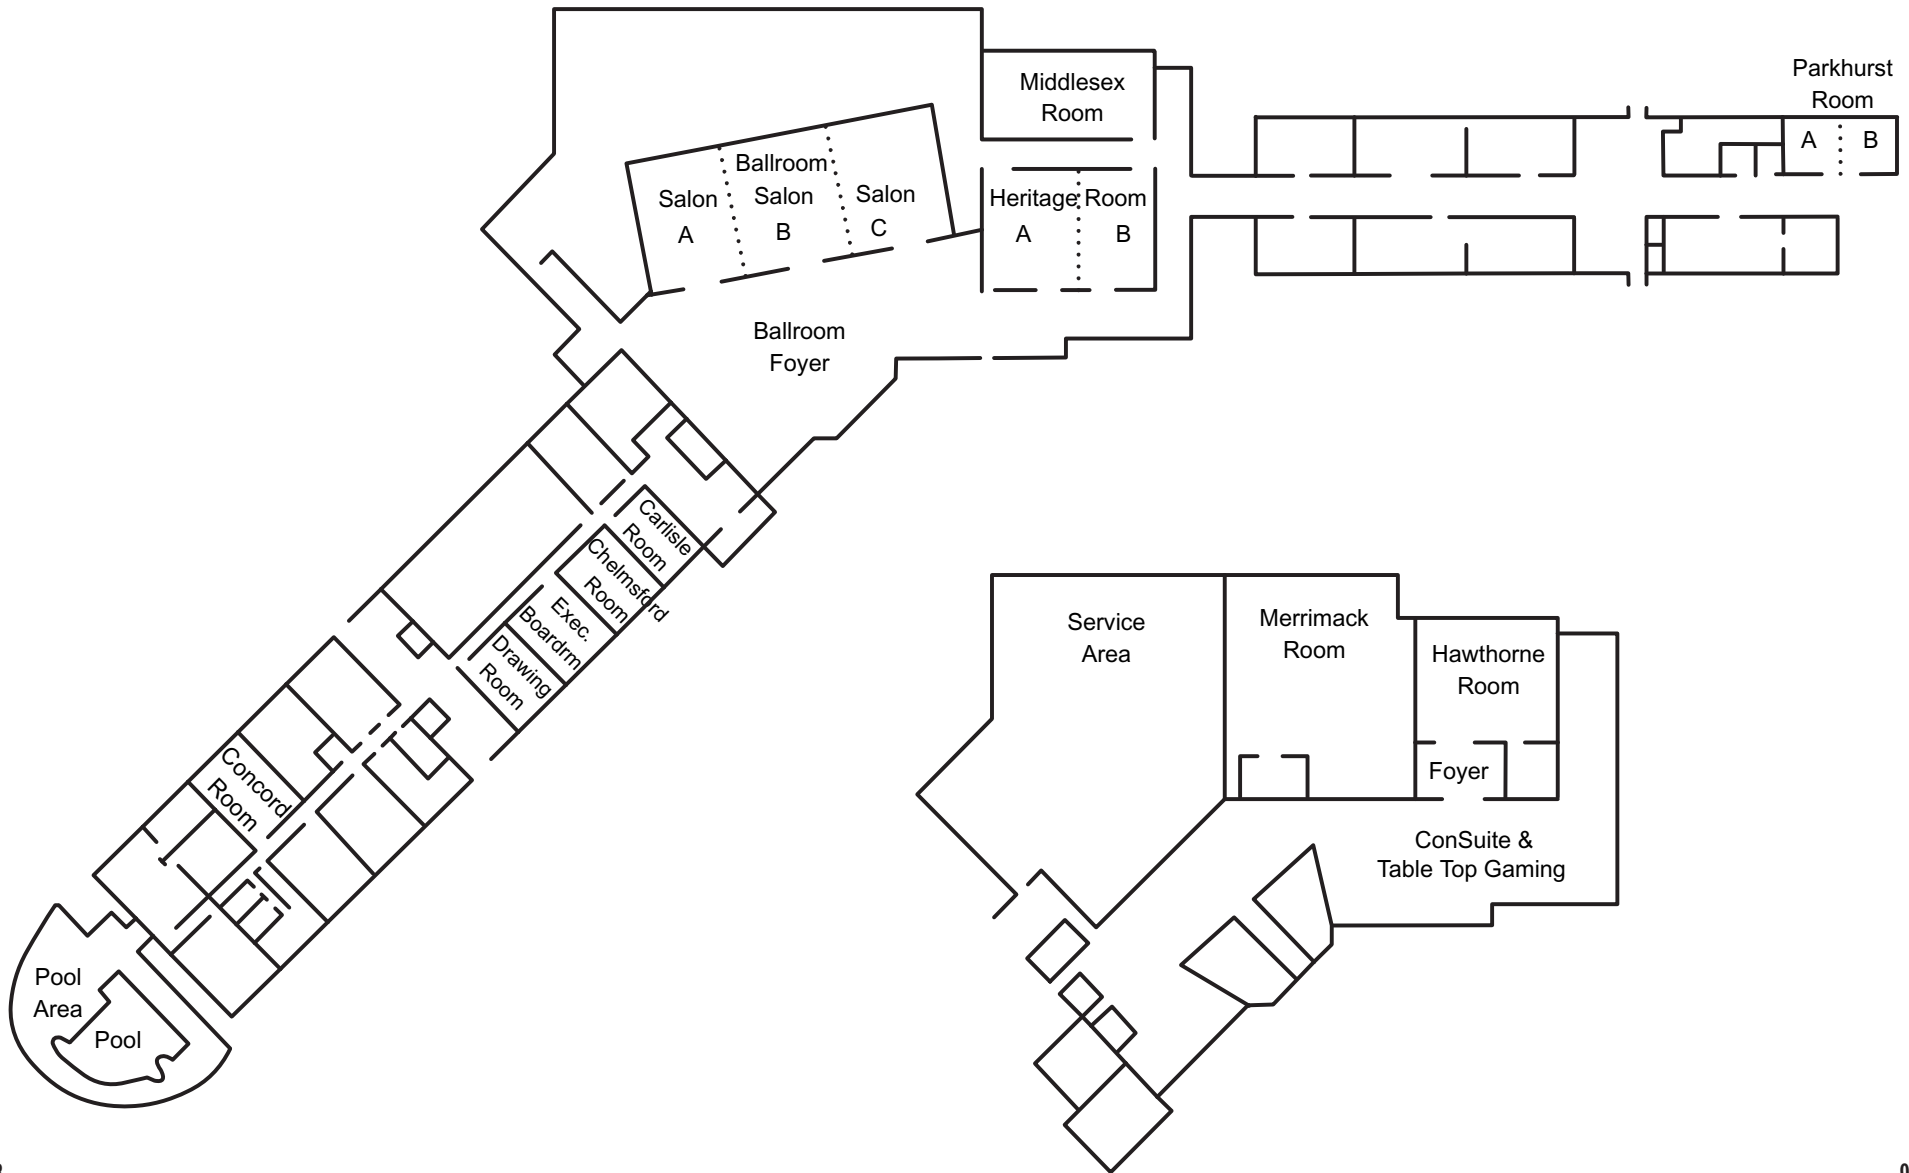 Parkhurst
Room
A
B
Middlesex
Room
Ballroom
Salon
A
Salon
B
Salon
C
Heritage Room
A
B
Ballroom
Foyer
Carlisle
Room
Chelmsford
Room
Exec.
Boardrm
Drawing
Room
Concord
Room
Pool
Area
Pool
Service
Area
Merrimack
Room
Hawthorne
Room
Foyer
ConSuite &
Table Top Gaming